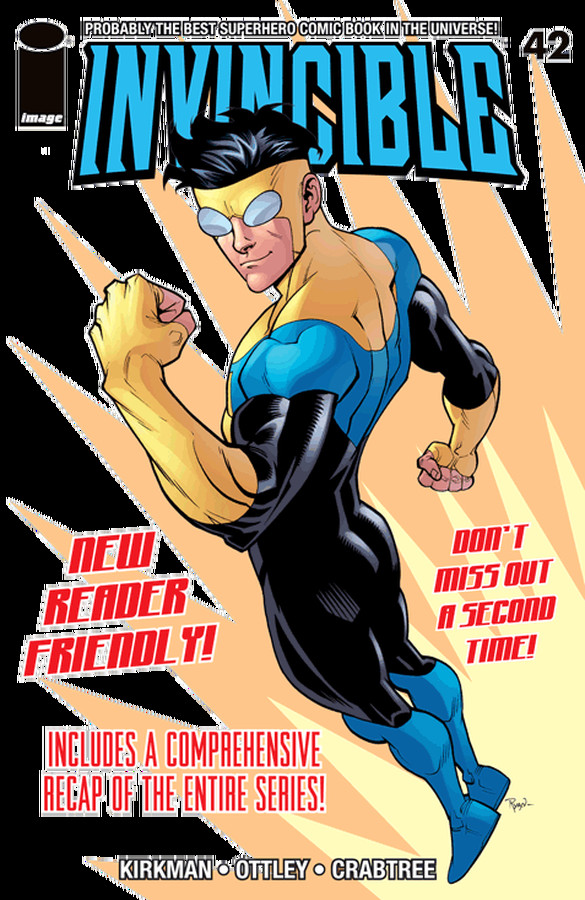 PROBABLY THE BEST SUPERHERO COMIC BOOK IN THE UNIVERSE!
INVINCIBLE
42
image
NEW
READER
FRIENDLY!
DON'T
MISS OUT
A SECOND
TIME!
INCLUDES A COMPREHENSIVE
RECAP OF THE ENTIRE SERIES!
KIRKMAN • OTTLEY • CRABTREE